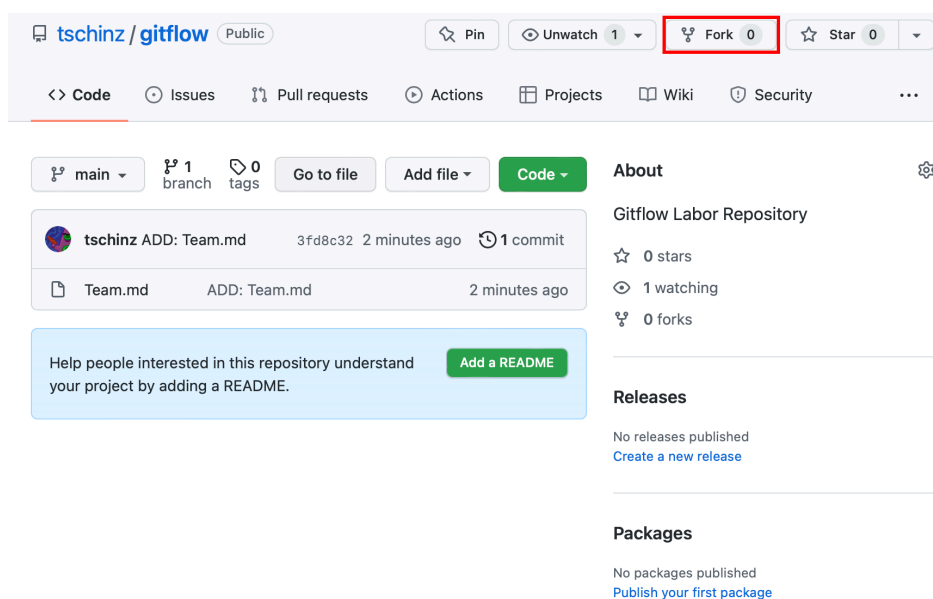 tschinz / gitflow Public
Pin
Unwatch 1
Fork 0
Star 0
Code
Issues
Pull requests
Actions
Projects
Wiki
Security
main
1 branch
0 tags
Go to file
Add file
Code
tschinz ADD: Team.md 3fd8c32 2 minutes ago 1 commit
Team.md ADD: Team.md 2 minutes ago
Help people interested in this repository understand
your project by adding a README.
Add a README
About
Gitflow Labor Repository
0 stars
1 watching
0 forks
Releases
No releases published
Create a new release
Packages
No packages published
Publish your first package